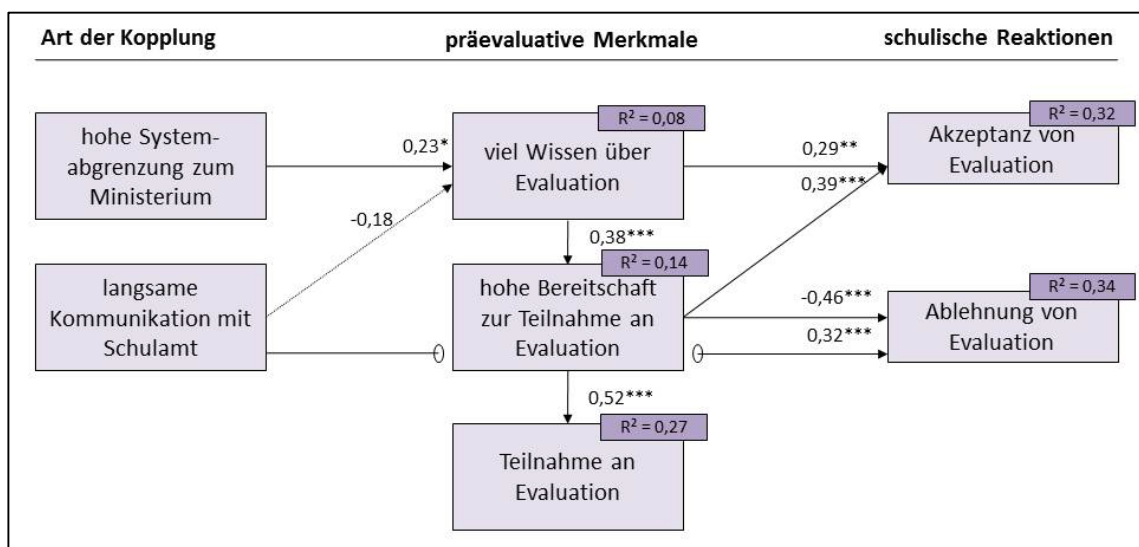 Art der Kopplung
präevaluative Merkmale
schulische Reaktionen
hohe System-
abgrenzung zum
Ministerium
0,23*
R² = 0,08
viel Wissen über
Evaluation
0,29**
0,39***
R² = 0,32
Akzeptanz von
Evaluation
-0,18
0,38***
langsame
Kommunikation mit
Schulamt
R² = 0,14
hohe Bereitschaft
zur Teilnahme an
Evaluation
-0,46***
0,32***
R² = 0,34
Ablehnung von
Evaluation
0,52***
R² = 0,27
Teilnahme an
Evaluation